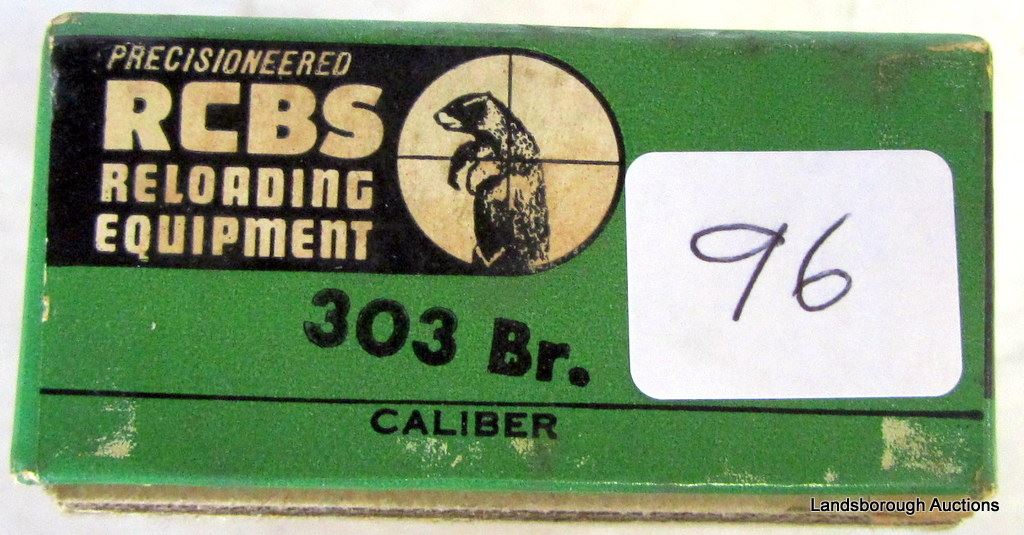 PRECISIONEERED
RCBS
RELOADING
EQUIPMENT
96
303 Br.
CALIBER
Landsborough Auctions